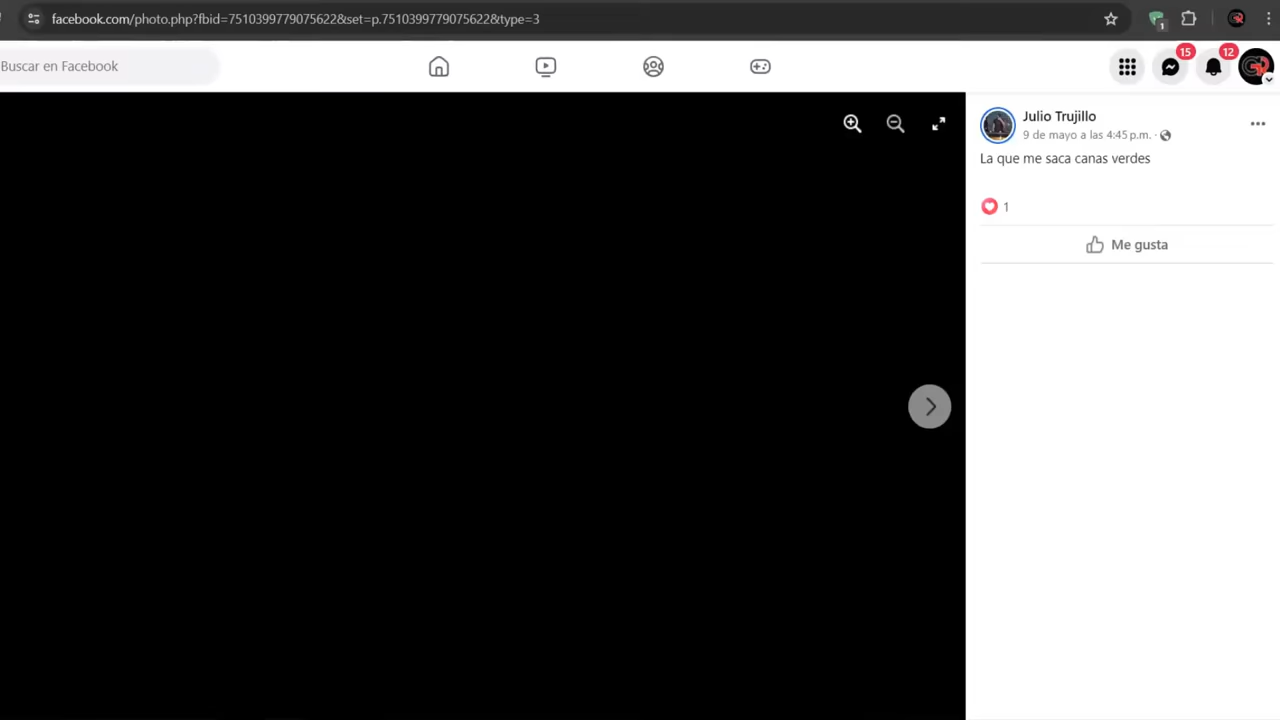 facebook.com/photo.php?fbid=7510399779075622&set=p.7510399779075622&type=3
1
Buscar en Facebook
15
12
Julio Trujillo
9 de mayo a las 4:45 p.m. ·
La que me saca canas verdes
1
Me gusta